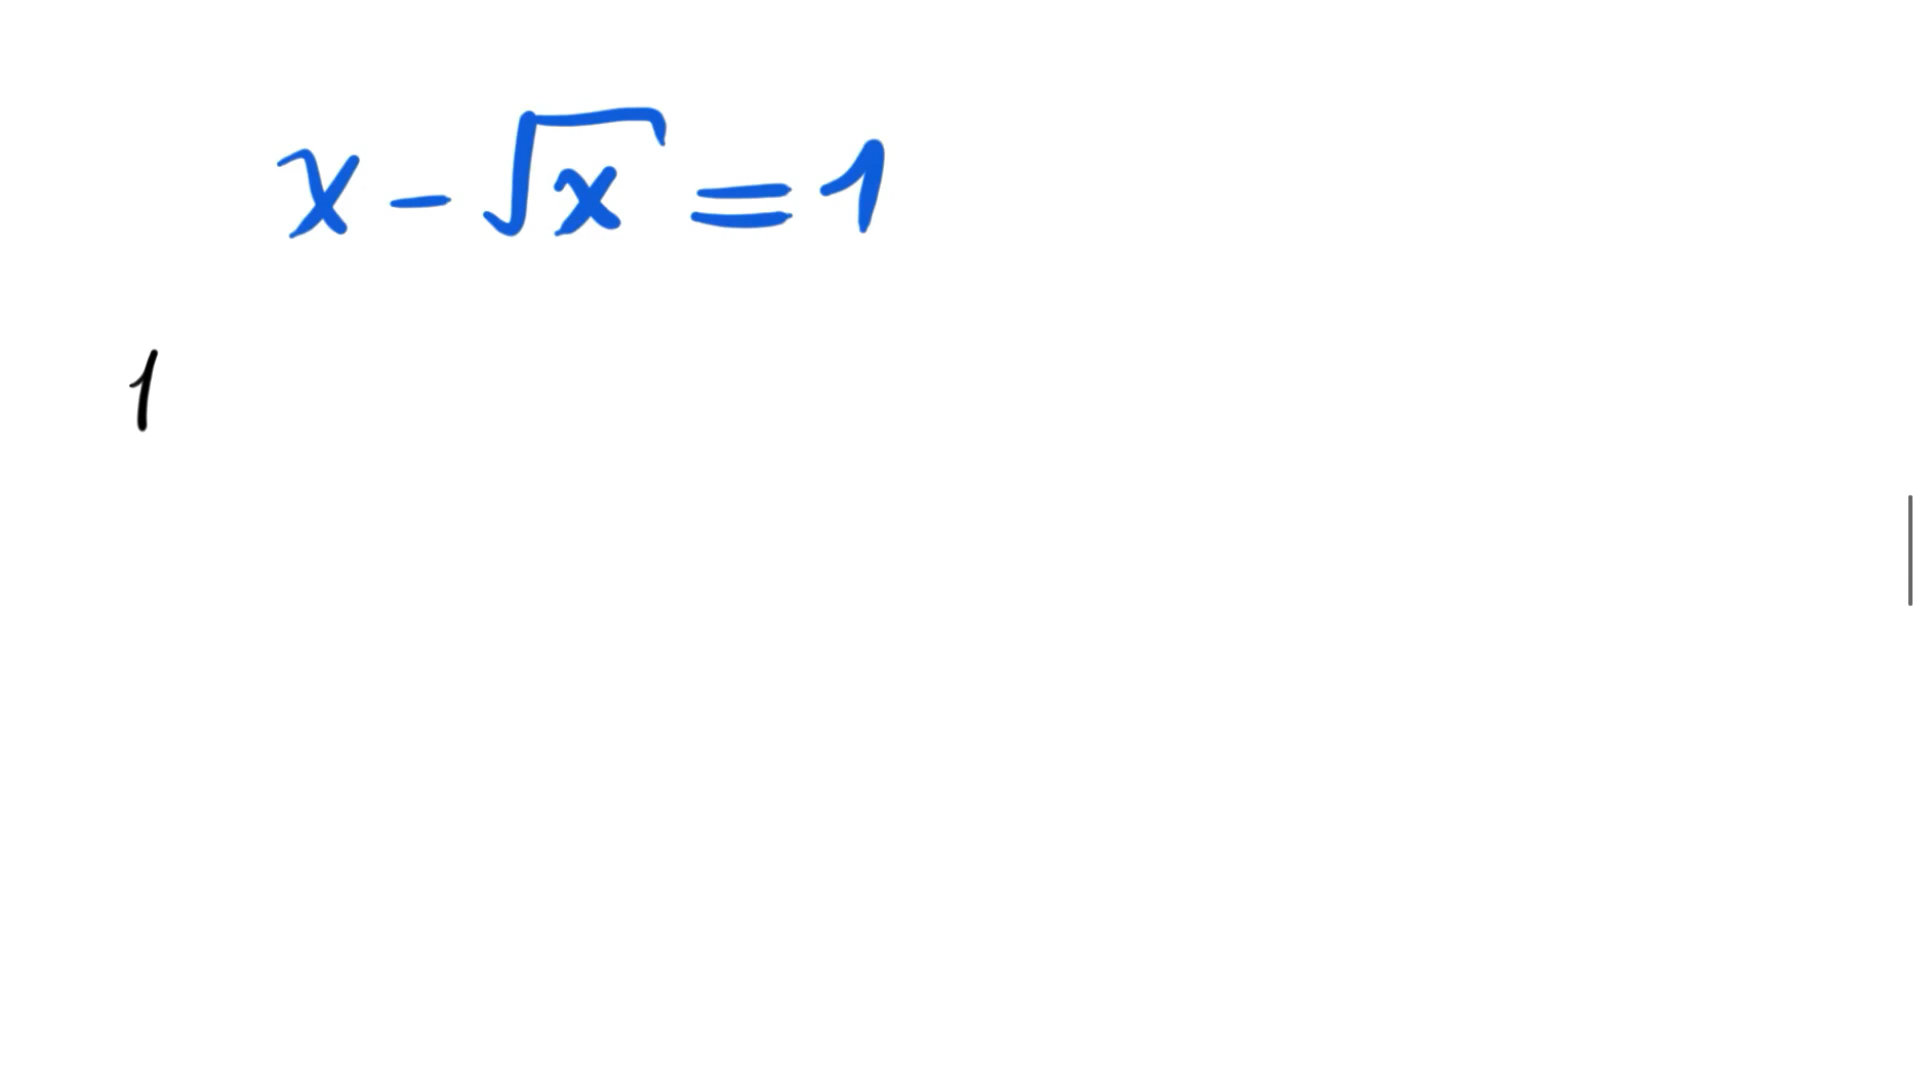 x - √x = 1
1